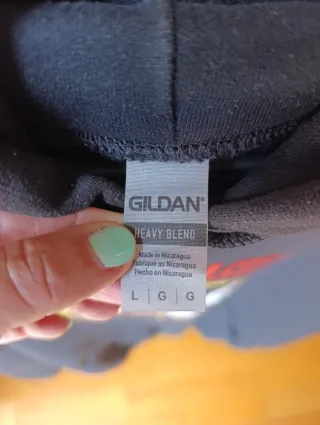 GILDAN®
HEAVY BLEND
Made in Nicaragua
Fabriqué au Nicaragua
Hecho en Nicaragua
L | G | G